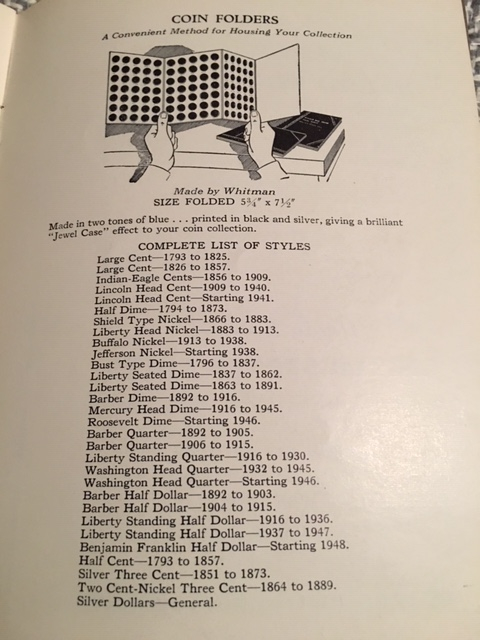 COIN FOLDERS
A Convenient Method for Housing Your Collection
Made by Whitman
SIZE FOLDED 5¾" x 7½"
Made in two tones of blue . . . printed in black and silver, giving a brilliant
"Jewel Case" effect to your coin collection.
COMPLETE LIST OF STYLES
Large Cent—1793 to 1825.
Large Cent—1826 to 1857.
Indian-Eagle Cents—1856 to 1909.
Lincoln Head Cent—1909 to 1940.
Lincoln Head Cent—Starting 1941.
Half Dime—1794 to 1873.
Shield Type Nickel—1866 to 1883.
Liberty Head Nickel—1883 to 1913.
Buffalo Nickel—1913 to 1938.
Jefferson Nickel—Starting 1938.
Bust Type Dime—1796 to 1837.
Liberty Seated Dime—1837 to 1862.
Liberty Seated Dime—1863 to 1891.
Barber Dime—1892 to 1916.
Mercury Head Dime—1916 to 1945.
Roosevelt Dime—Starting 1946.
Barber Quarter—1892 to 1905.
Barber Quarter—1906 to 1915.
Liberty Standing Quarter—1916 to 1930.
Washington Head Quarter—1932 to 1945.
Washington Head Quarter—Starting 1946.
Barber Half Dollar—1892 to 1903.
Barber Half Dollar—1904 to 1915.
Liberty Standing Half Dollar—1916 to 1936.
Liberty Standing Half Dollar—1937 to 1947.
Benjamin Franklin Half Dollar—Starting 1948.
Half Cent—1793 to 1857.
Silver Three Cent—1851 to 1873.
Two Cent-Nickel Three Cent—1864 to 1889.
Silver Dollars—General.